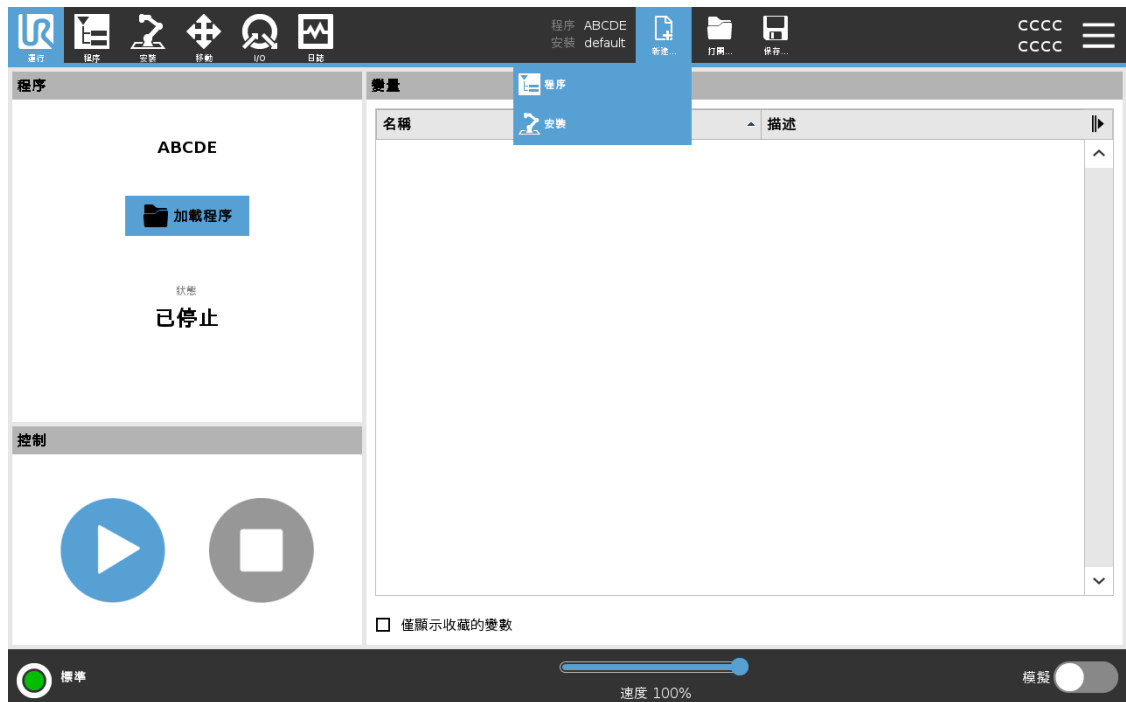 運行
程序
安裝
移動
I/O
日誌
程序 ABCDE
安裝 default
新建...
打開...
保存...
CCCC
CCCC
程序
安裝
程序
ABCDE
加載程序
狀態
已停止
控制
變量
名稱
描述
僅顯示收藏的變數
標準
速度 100%
模擬